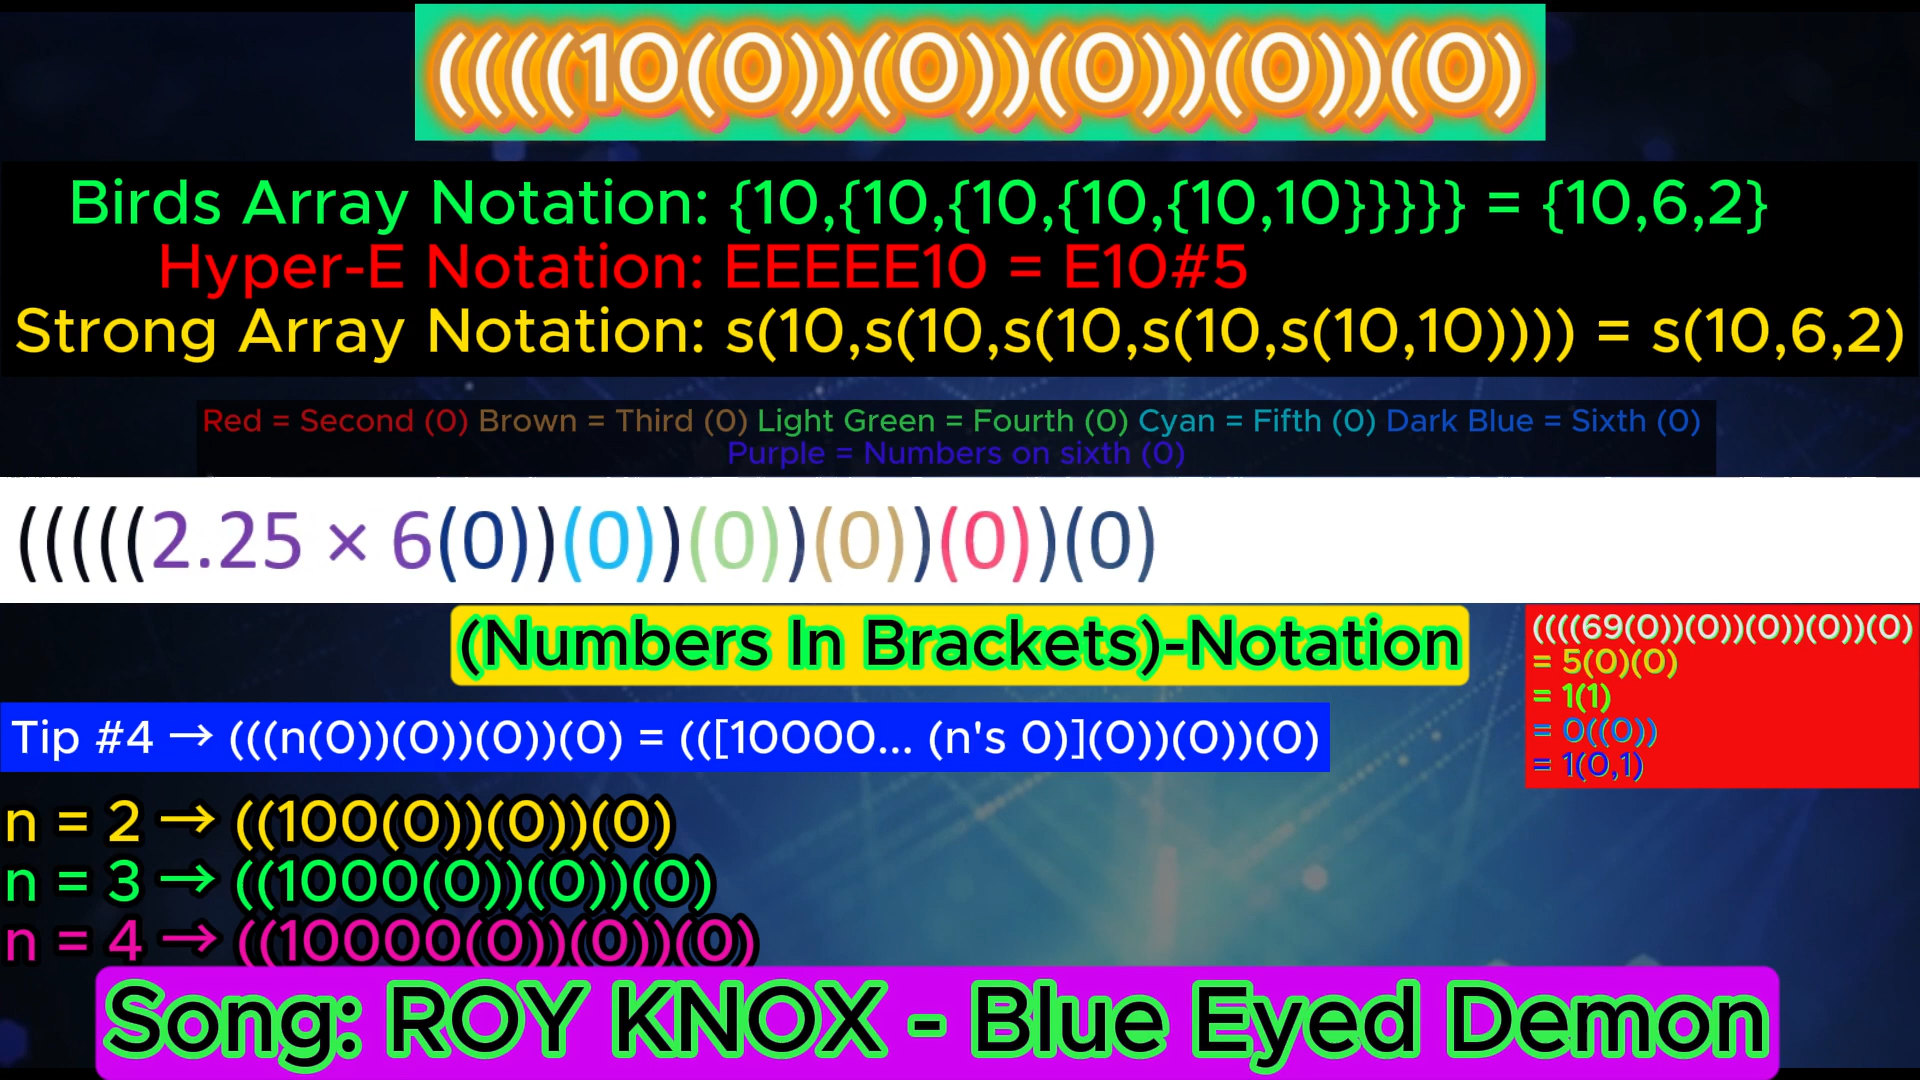 (((((10(0))(0))(0))(0))(0)
Birds Array Notation: {10,{10,{10,{10,{10,10}}}}} = {10,6,2}
Hyper-E Notation: EEEEE10 = E10#5
Strong Array Notation: s(10,s(10,s(10,s(10,s(10,10)))) = s(10,6,2)
Red = Second (0) Brown = Third (0) Light Green = Fourth (0) Cyan = Fifth (0) Dark Blue = Sixth (0)
Purple = Numbers on sixth (0)
(((((2.25 × 6(0))(0))(0))(0))(0))(0)
(Numbers In Brackets)-Notation
((((69(0))(0))(0))(0))(0)
= 5(0)(0)
= 1(1)
= 0((0))
= 1(0,1)
Tip #4 → (((n(0))(0))(0))(0) = (([10000... (n's 0)](0))(0))(0)
n = 2 → ((100(0))(0))(0)
n = 3 → ((1000(0))(0))(0)
n = 4 → ((10000(0))(0))(0)
Song: ROY KNOX - Blue Eyed Demon